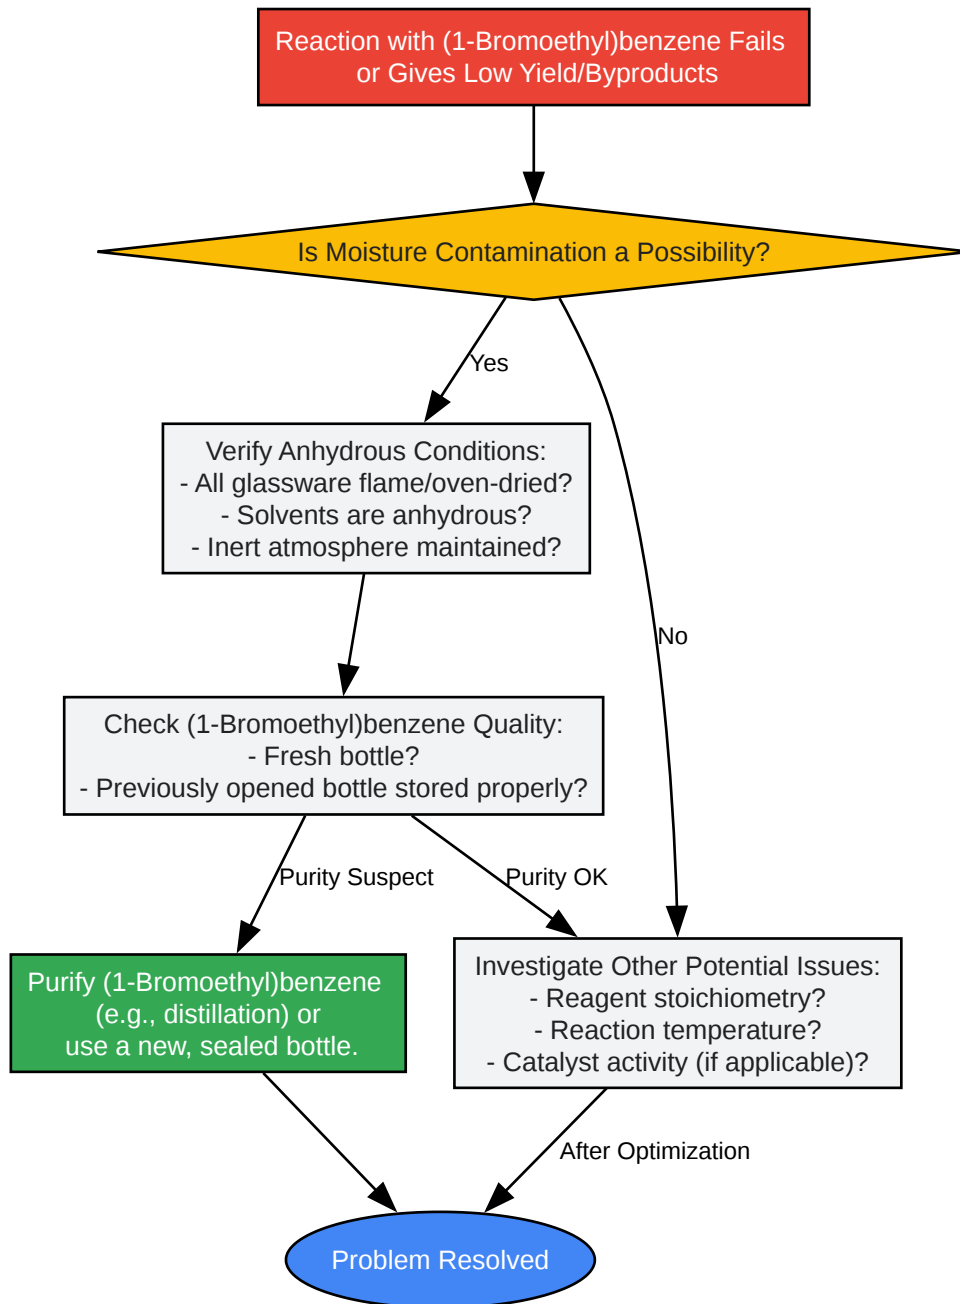 Reaction with (1-Bromoethyl)benzene Fails
or Gives Low Yield/Byproducts
Is Moisture Contamination a Possibility?
Yes
Verify Anhydrous Conditions:
- All glassware flame/oven-dried?
- Solvents are anhydrous?
- Inert atmosphere maintained?
No
Check (1-Bromoethyl)benzene Quality:
- Fresh bottle?
- Previously opened bottle stored properly?
Purity Suspect
Purity OK
Purify (1-Bromoethyl)benzene
(e.g., distillation) or
use a new, sealed bottle.
Investigate Other Potential Issues:
- Reagent stoichiometry?
- Reaction temperature?
- Catalyst activity (if applicable)?
After Optimization
Problem Resolved